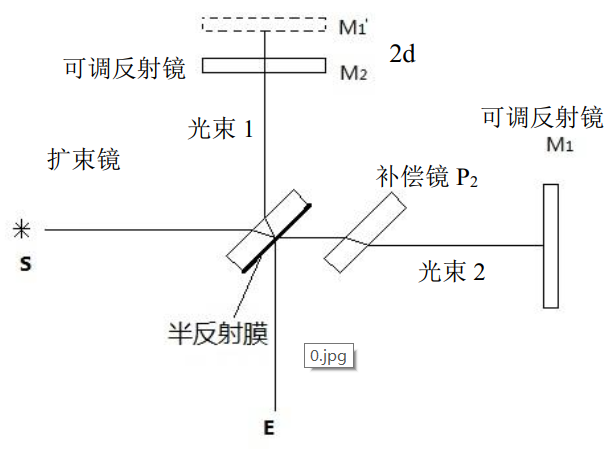 M₁'
可调反射镜
M₂
2d
光束 1
可调反射镜
M₁
扩束镜
补偿镜 P₂
S
光束 2
半反射膜
0.jpg
E